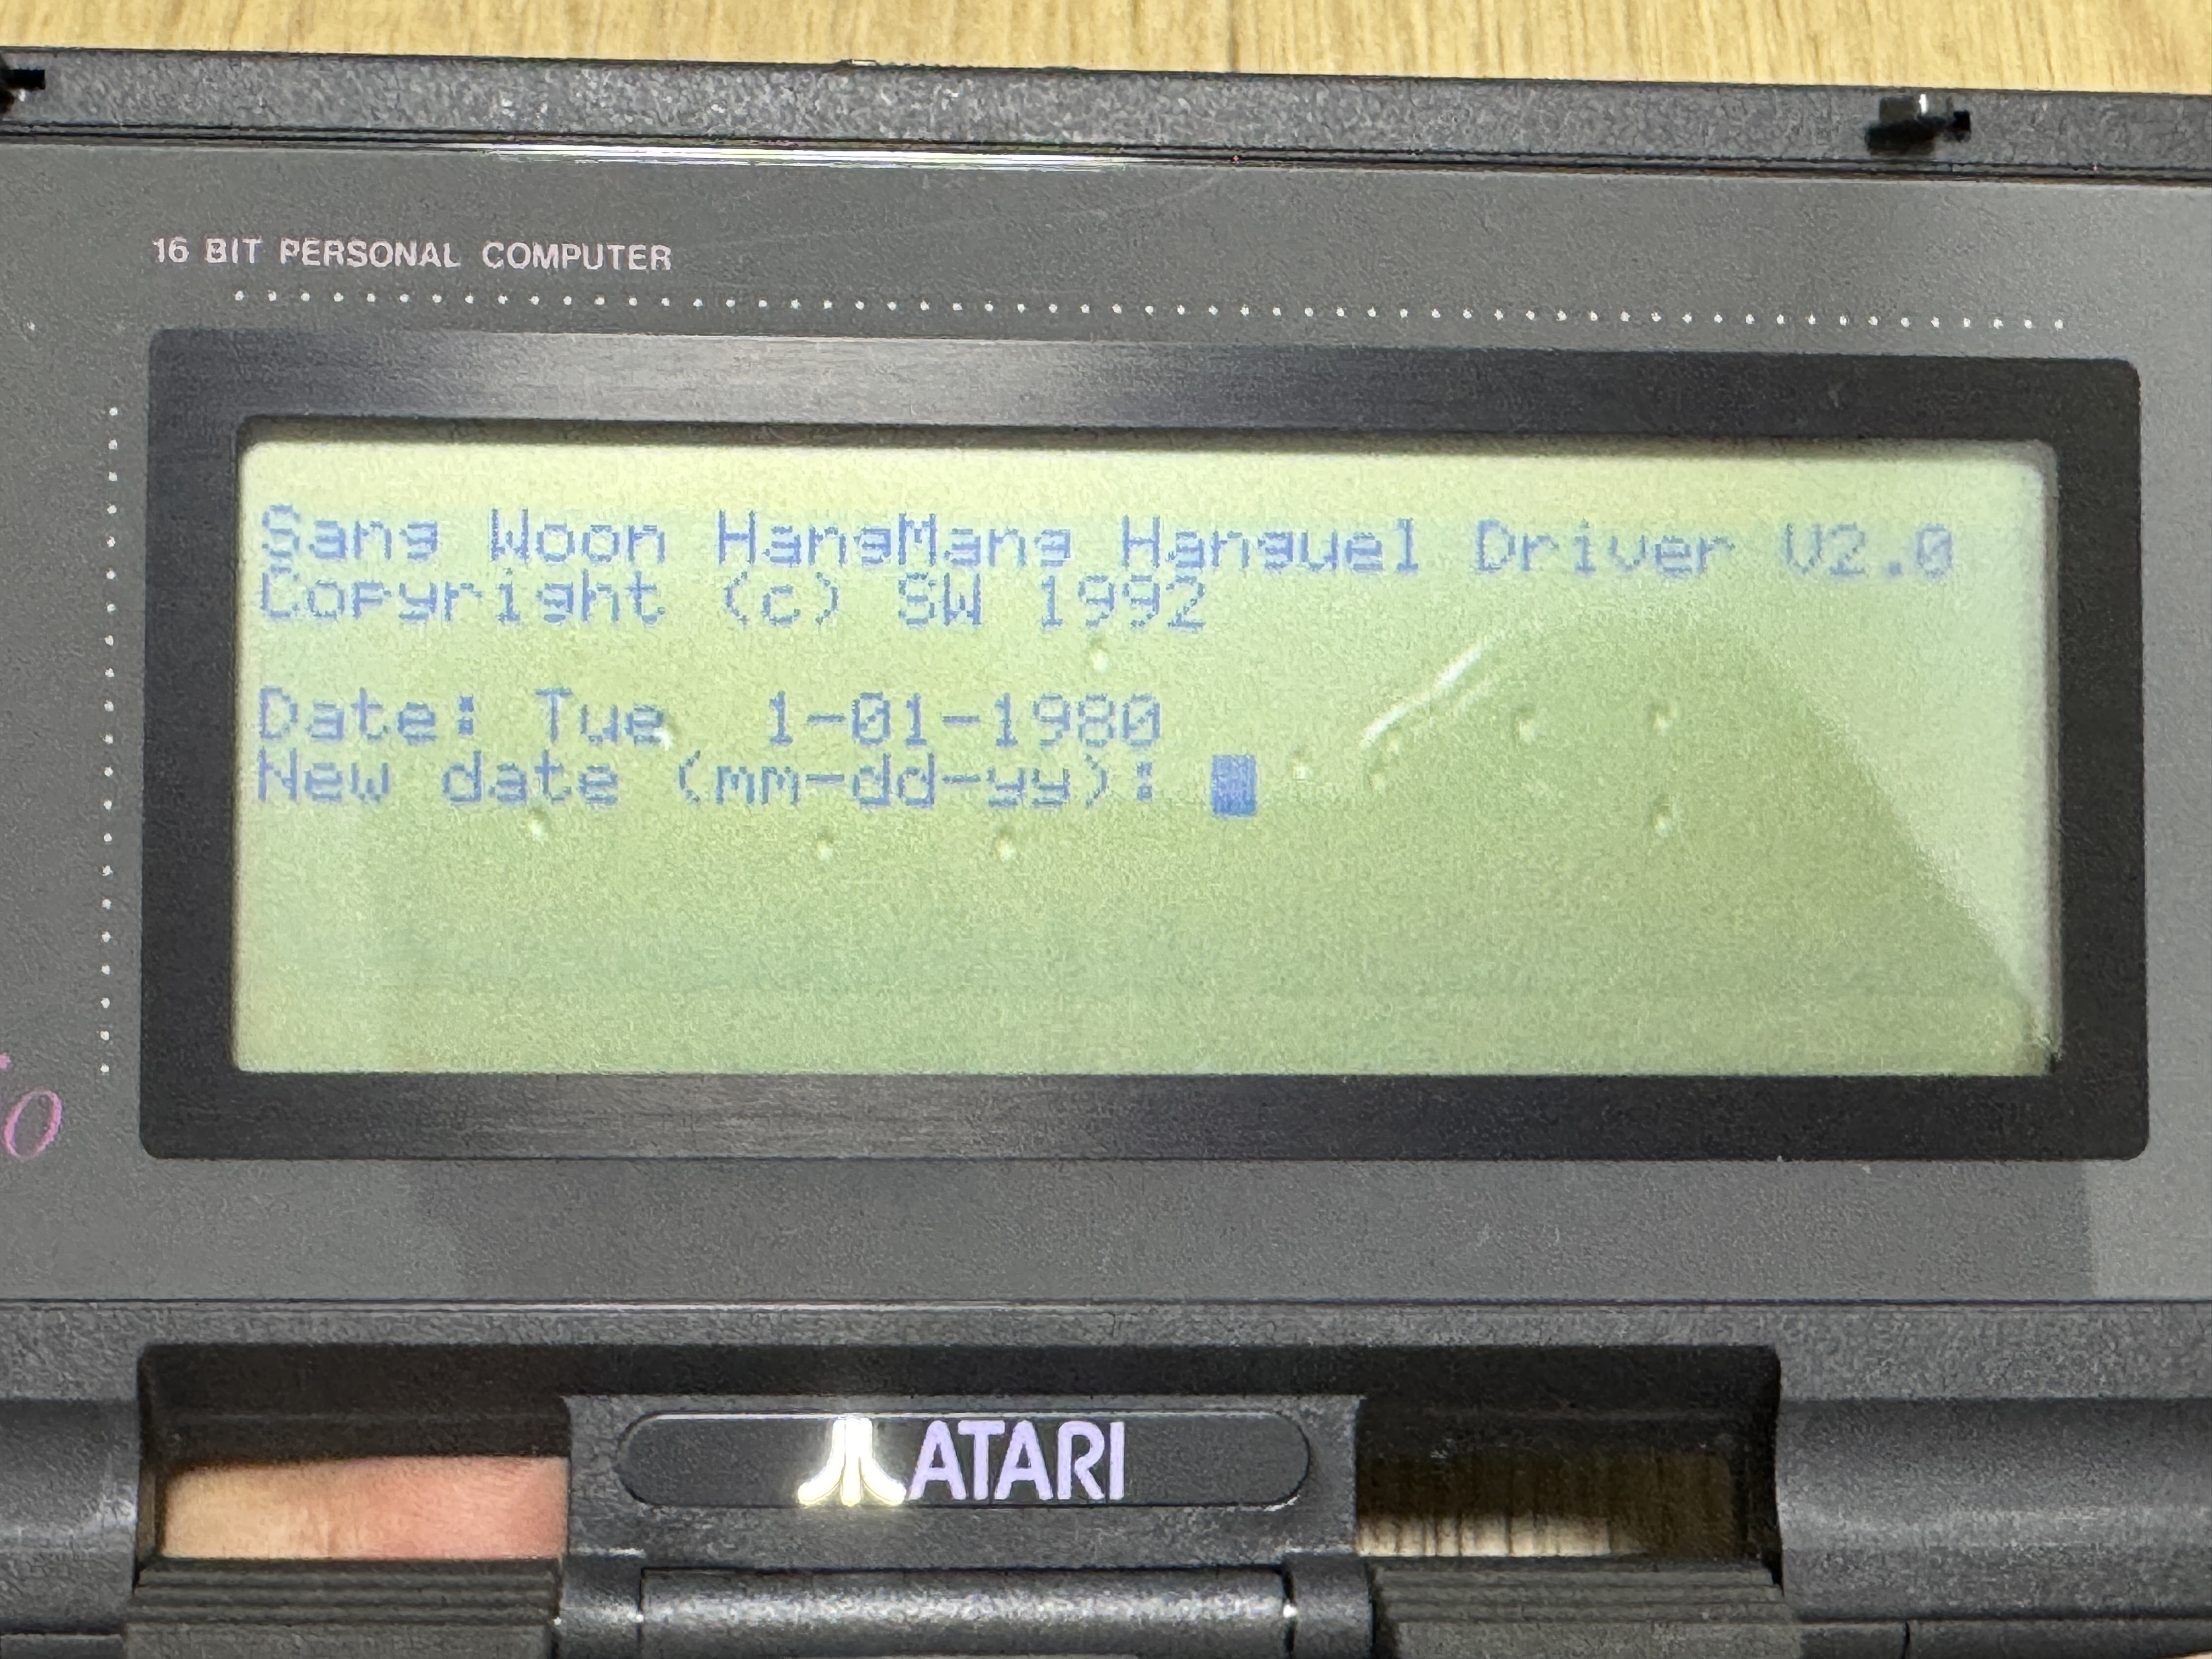 16 BIT PERSONAL COMPUTER
Sang Woon HangMang Hanguel Driver V2.0
Copyright (c) SW 1992
Date: Tue  1-01-1980
New date (mm-dd-yy):
ATARI